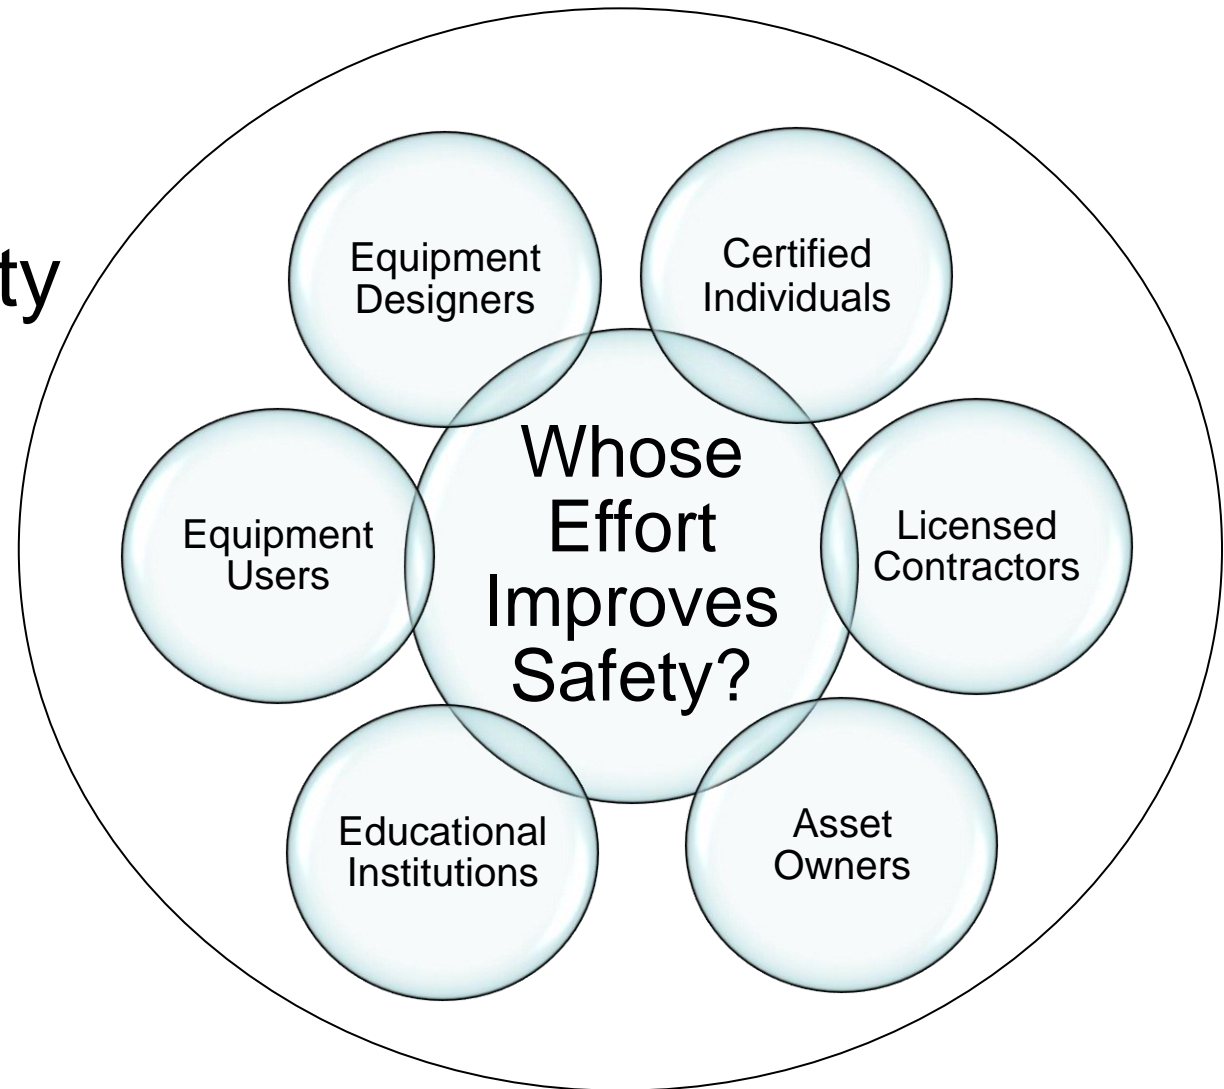 Equipment
Designers
Certified
Individuals
ty
Whose
Effort
Improves
Safety?
Equipment
Users
Licensed
Contractors
Educational
Institutions
Asset
Owners